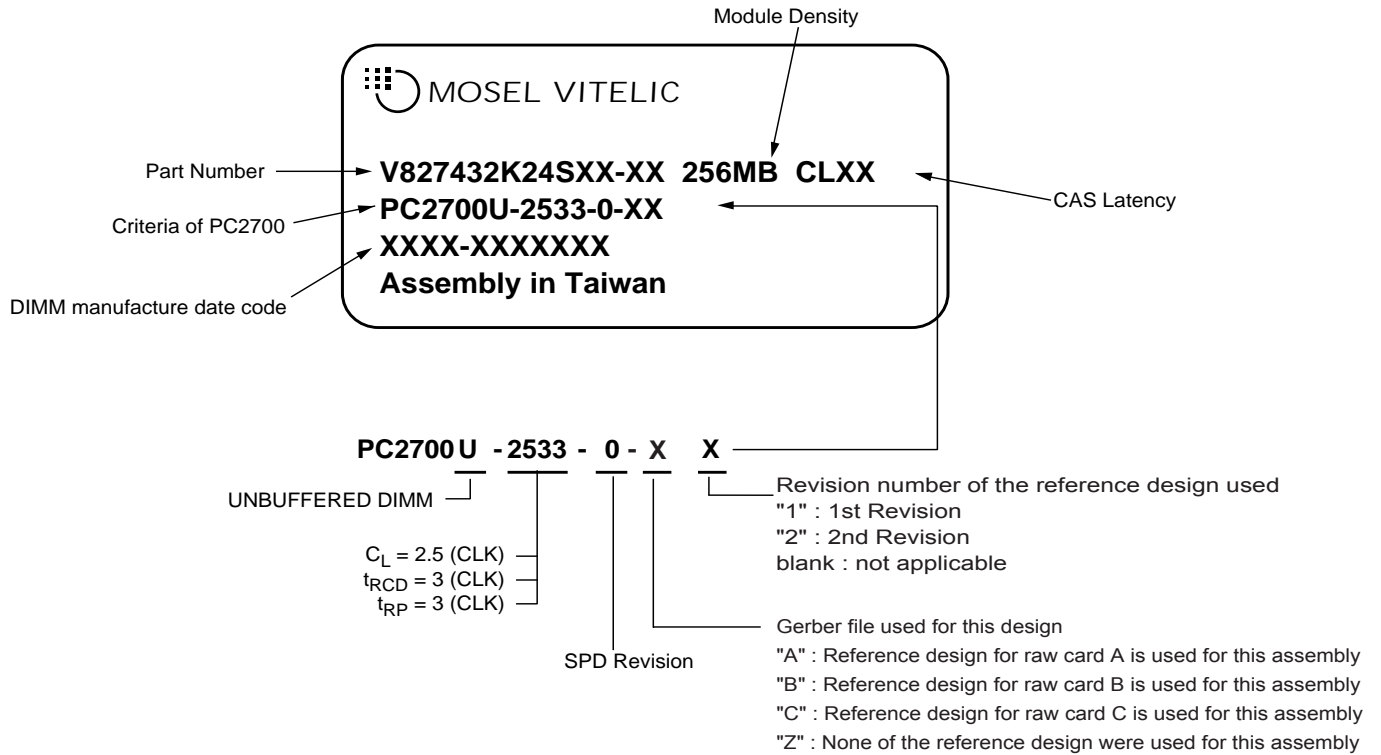 Module Density
MOSEL VITELIC
Part Number
V827432K24SXX-XX 256MB CLXX
CAS Latency
Criteria of PC2700
PC2700U-2533-0-XX
XXXX-XXXXXXX
DIMM manufacture date code
Assembly in Taiwan
PC2700 U - 2533 - 0 - X X
UNBUFFERED DIMM
Revision number of the reference design used
"1" : 1st Revision
"2" : 2nd Revision
blank : not applicable
CL = 2.5 (CLK)
tRCD = 3 (CLK)
tRP = 3 (CLK)
SPD Revision
Gerber file used for this design
"A" : Reference design for raw card A is used for this assembly
"B" : Reference design for raw card B is used for this assembly
"C" : Reference design for raw card C is used for this assembly
"Z" : None of the reference design were used for this assembly